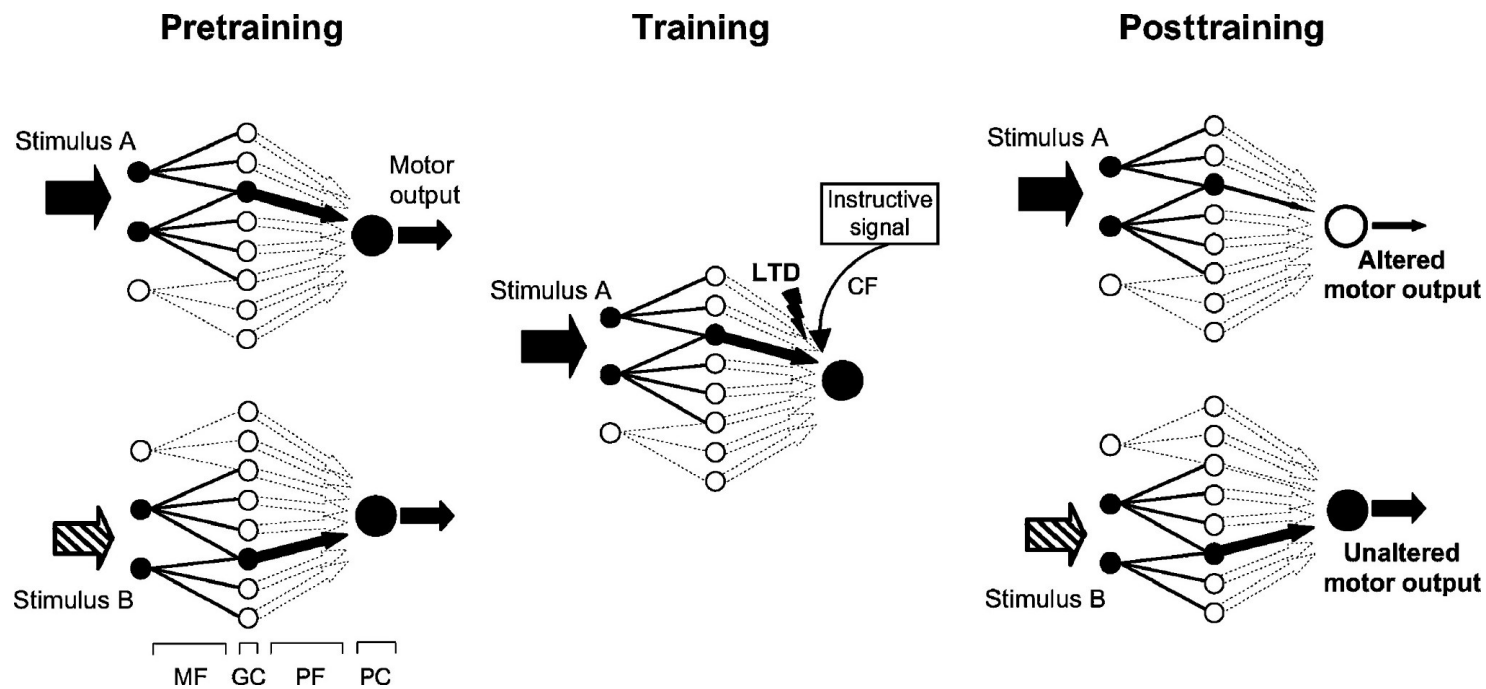 Pretraining
Training
Posttraining
Stimulus A
Motor
output
Stimulus B
MF
GC
PF
PC
Stimulus A
LTD
Instructive
signal
CF
Stimulus A
Altered
motor output
Stimulus B
Unaltered
motor output